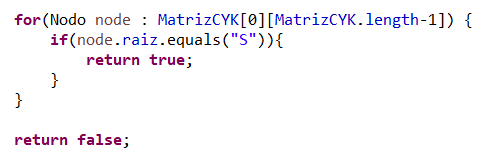 for(Nodo node : MatrizCYK[0][MatrizCYK.length-1]) {
    if(node.raiz.equals("S")){
        return true;
    }
}

return false;